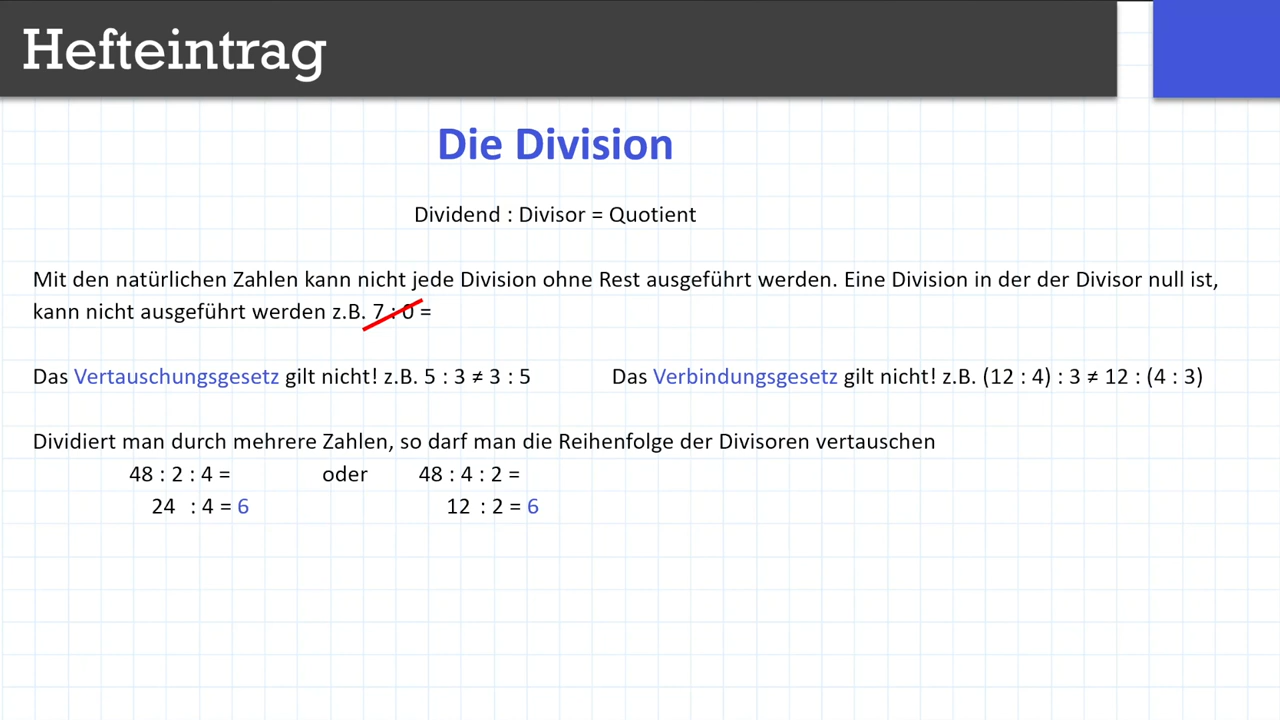 Hefteintrag
Die Division
Dividend : Divisor = Quotient
Mit den natürlichen Zahlen kann nicht jede Division ohne Rest ausgeführt werden. Eine Division in der der Divisor null ist,
kann nicht ausgeführt werden z.B. 7 : 0 =
Das Vertauschungsgesetz gilt nicht! z.B. 5 : 3 ≠ 3 : 5
Das Verbindungsgesetz gilt nicht! z.B. (12 : 4) : 3 ≠ 12 : (4 : 3)
Dividiert man durch mehrere Zahlen, so darf man die Reihenfolge der Divisoren vertauschen
48 : 2 : 4 = oder 48 : 4 : 2 =
24 : 4 = 6 12 : 2 = 6